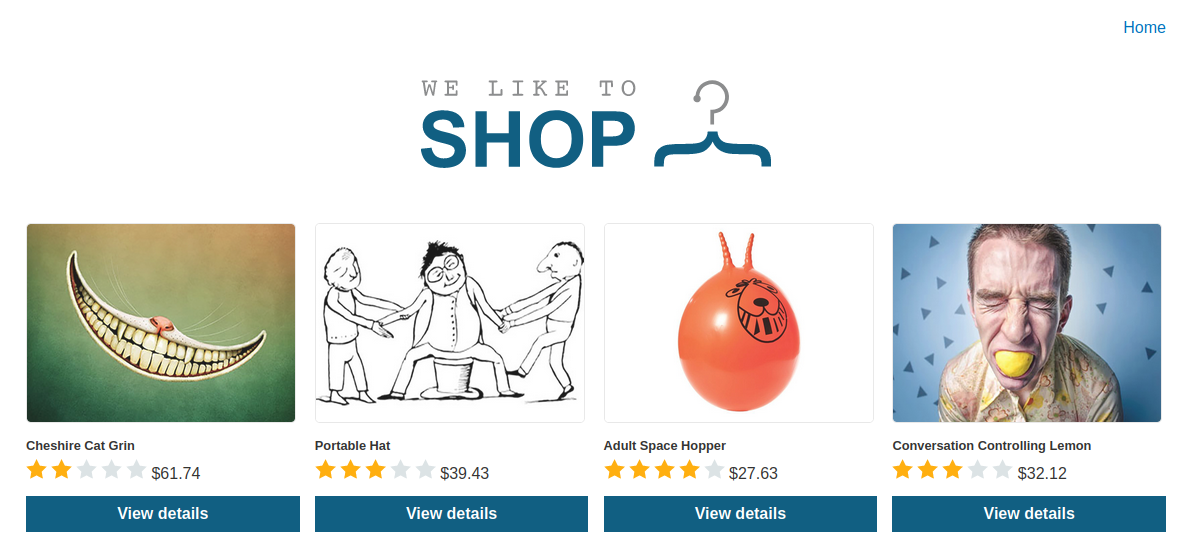 Home
WE LIKE TO
SHOP
Cheshire Cat Grin
$61.74
View details
Portable Hat
$39.43
View details
Adult Space Hopper
$27.63
View details
Conversation Controlling Lemon
$32.12
View details